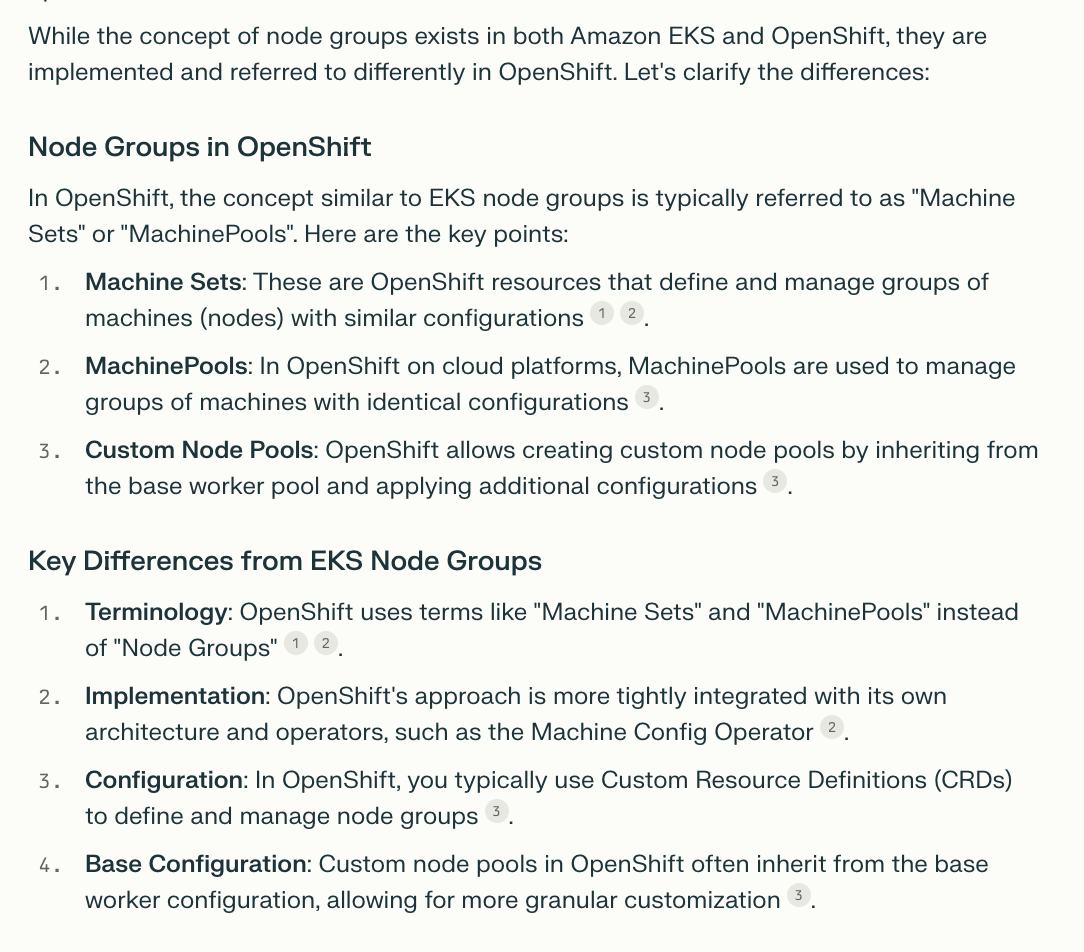 While the concept of node groups exists in both Amazon EKS and OpenShift, they are
implemented and referred to differently in OpenShift. Let's clarify the differences:
Node Groups in OpenShift
In OpenShift, the concept similar to EKS node groups is typically referred to as "Machine
Sets" or "MachinePools". Here are the key points:
1. Machine Sets: These are OpenShift resources that define and manage groups of
machines (nodes) with similar configurations 1 2.
2. MachinePools: In OpenShift on cloud platforms, MachinePools are used to manage
groups of machines with identical configurations 3.
3. Custom Node Pools: OpenShift allows creating custom node pools by inheriting from
the base worker pool and applying additional configurations 3.
Key Differences from EKS Node Groups
1. Terminology: OpenShift uses terms like "Machine Sets" and "MachinePools" instead
of "Node Groups" 1 2.
2. Implementation: OpenShift's approach is more tightly integrated with its own
architecture and operators, such as the Machine Config Operator 2.
3. Configuration: In OpenShift, you typically use Custom Resource Definitions (CRDs)
to define and manage node groups 3.
4. Base Configuration: Custom node pools in OpenShift often inherit from the base
worker configuration, allowing for more granular customization 3.